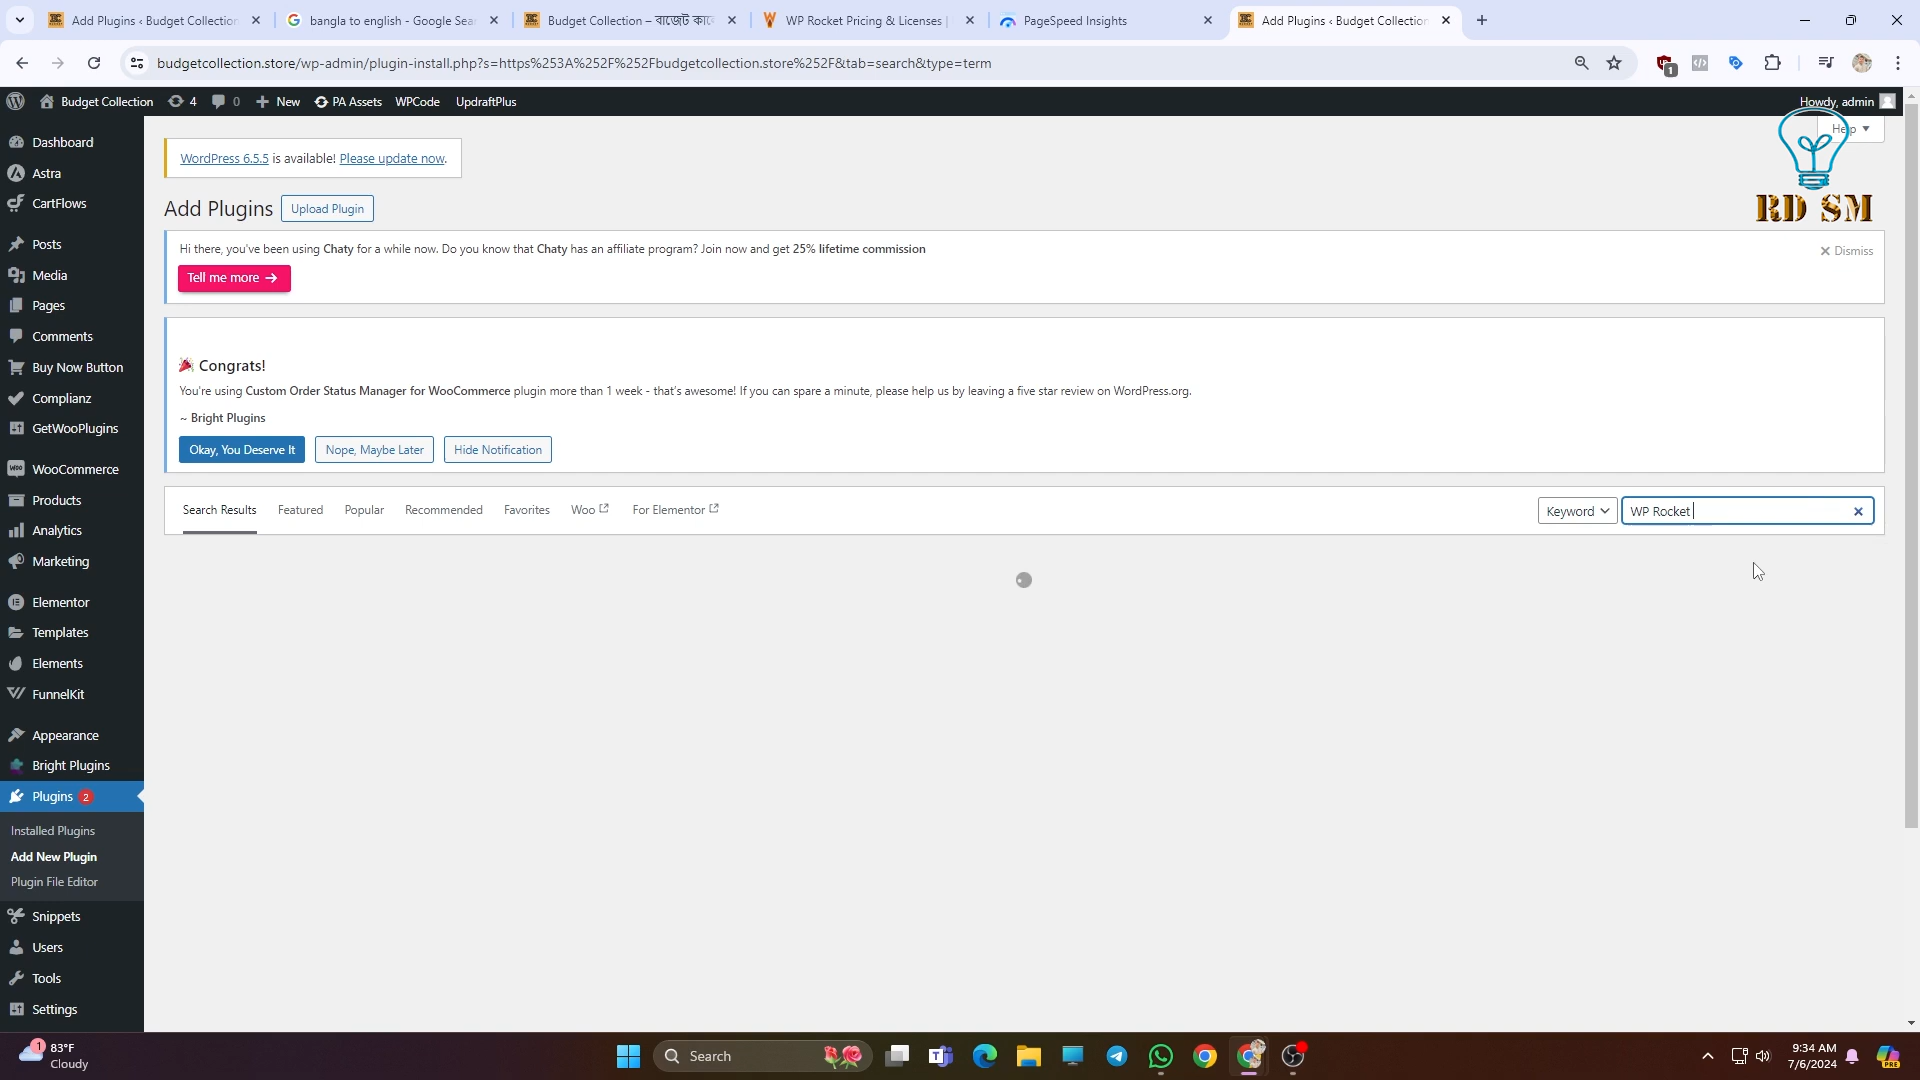 Add Plugins ‹ Budget Collection
bangla to english - Google Sea
Budget Collection – বাজেট কালে
WP Rocket Pricing & Licenses |
PageSpeed Insights
Add Plugins ‹ Budget Collection
budgetcollection.store/wp-admin/plugin-install.php?s=https%253A%252F%252Fbudgetcollection.store%252F&tab=search&type=term
1
Budget Collection
4
0
New
PA Assets
WPCode
UpdraftPlus
Howdy, admin
Help
RD SM
Dashboard
Astra
CartFlows
Posts
Media
Pages
Comments
Buy Now Button
Complianz
GetWooPlugins
WooCommerce
Products
Analytics
Marketing
Elementor
Templates
Elements
FunnelKit
Appearance
Bright Plugins
Plugins 2
Installed Plugins
Add New Plugin
Plugin File Editor
Snippets
Users
Tools
Settings
WordPress 6.5.5 is available! Please update now.
Add Plugins
Upload Plugin
Hi there, you've been using Chaty for a while now. Do you know that Chaty has an affiliate program? Join now and get 25% lifetime commission
Dismiss
Tell me more →
Congrats!
You're using Custom Order Status Manager for WooCommerce plugin more than 1 week - that's awesome! If you can spare a minute, please help us by leaving a five star review on WordPress.org.
~ Bright Plugins
Okay, You Deserve It
Nope, Maybe Later
Hide Notification
Search Results
Featured
Popular
Recommended
Favorites
Woo
For Elementor
Keyword
WP Rocket
1
83°F
Cloudy
Search
9:34 AM
7/6/2024
PRE